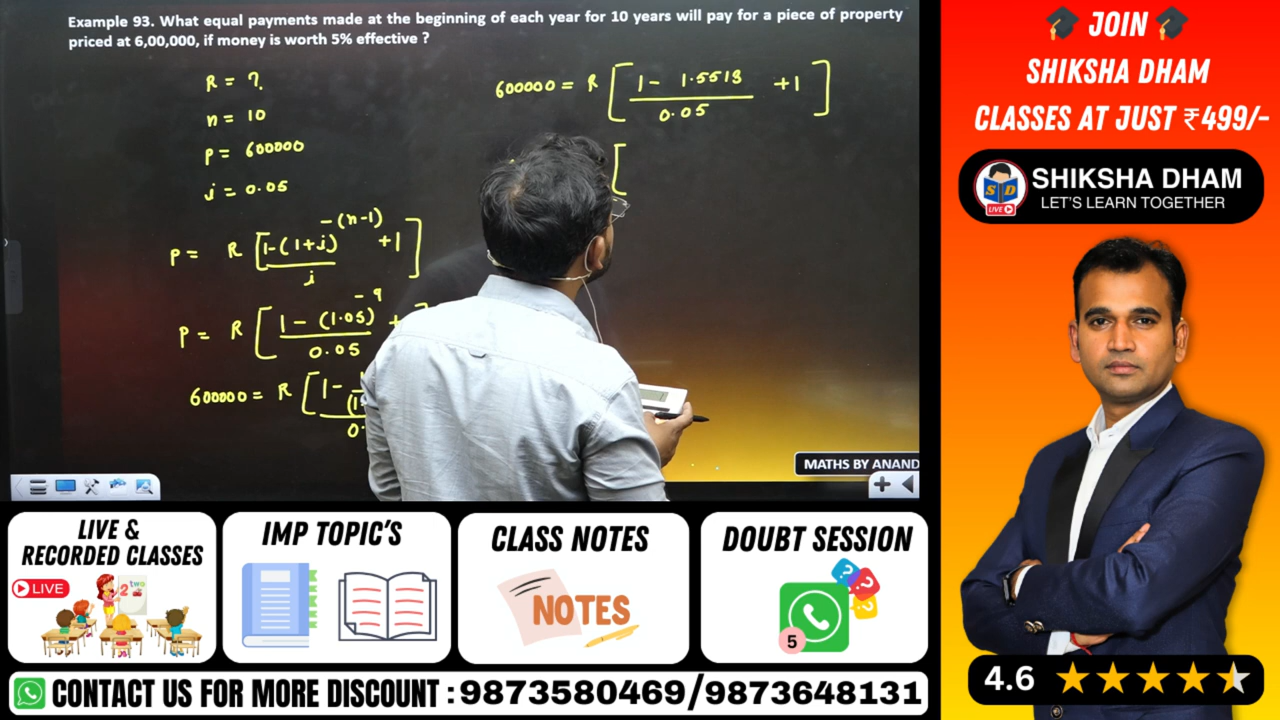 Example 93. What equal payments made at the beginning of each year for 10 years will pay for a piece of property
priced at 6,00,000, if money is worth 5% effective ?
R = ?
n = 10
P = 600000
i = 0.05
P = R [1-(1+i)^-(n-1) / i +1]
P = R [1-(1.05)^-9 / 0.05 +
600000 = R [1-
600000 = R [1- 1.5513 / 0.05 +1]
[
MATHS BY ANAND
JOIN
SHIKSHA DHAM
CLASSES AT JUST ₹499/-
SD
LIVE
SHIKSHA DHAM
LET'S LEARN TOGETHER
LIVE &
RECORDED CLASSES
LIVE
IMP TOPIC'S
CLASS NOTES
NOTES
DOUBT SESSION
5
4.6
CONTACT US FOR MORE DISCOUNT :9873580469/9873648131